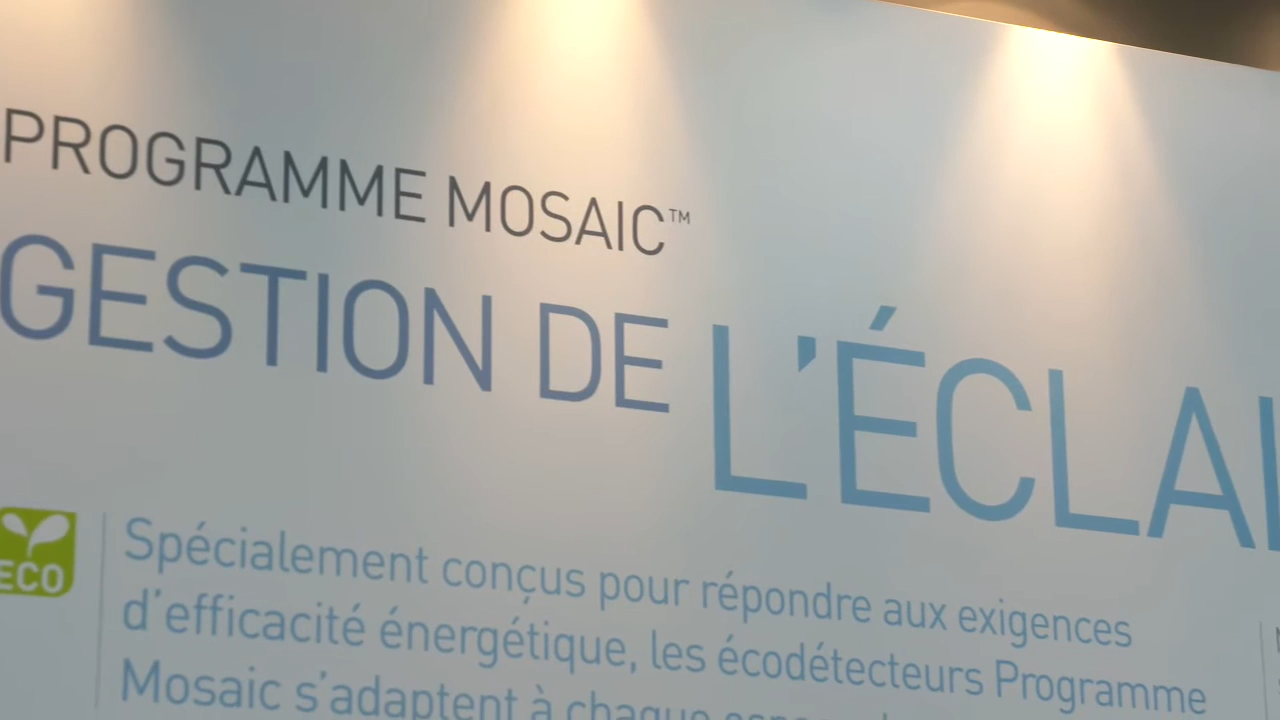 PROGRAMME MOSAIC™
GESTION DE L'ÉCLAI
ECO
Spécialement conçus pour répondre aux exigences
d'efficacité énergétique, les écodétecteurs Programme
Mosaic s'adaptent à chaque